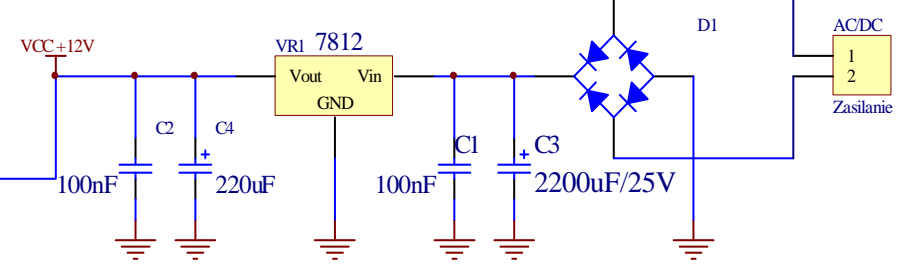 D1
AC/DC
VCC +12V
VR1 7812
Vout Vin
GND
1
2
Zasilanie
C2
C4
C1
C3
+
+
100nF
220uF
100nF
2200uF/25V